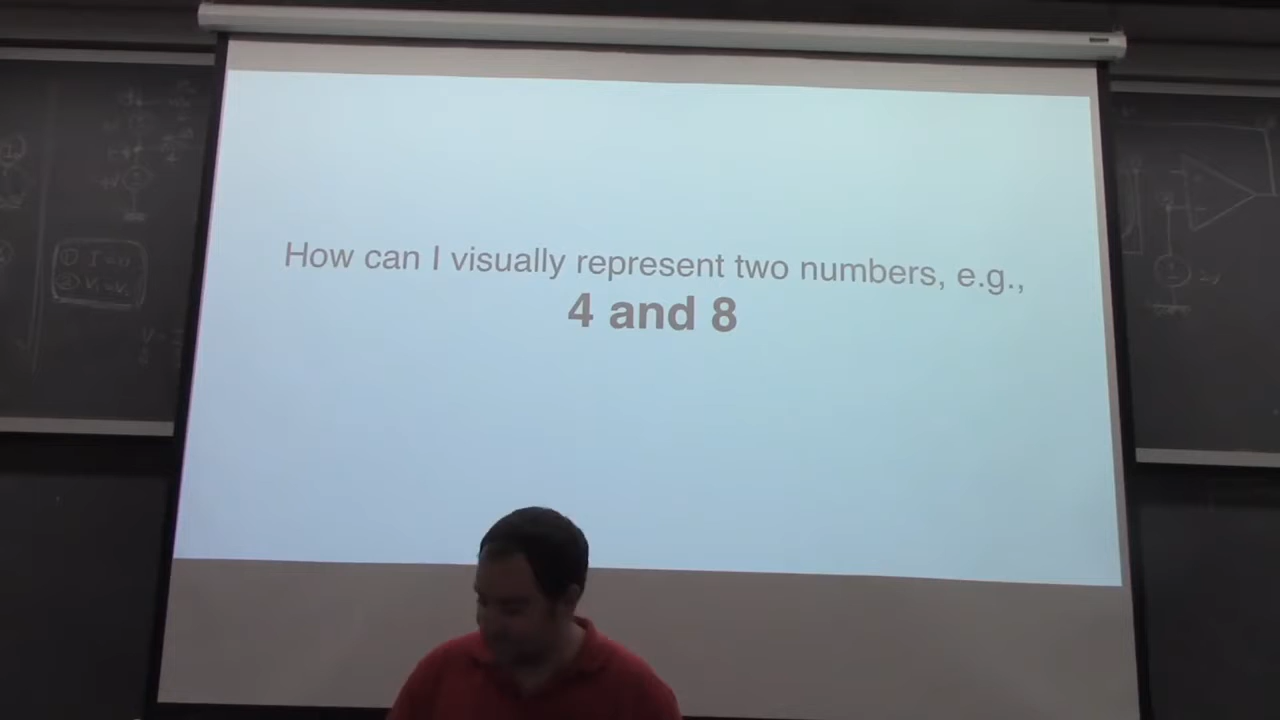 How can I visually represent two numbers, e.g.,
4 and 8